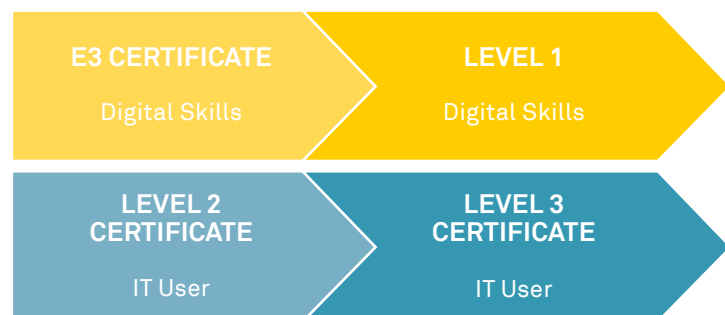 E3 CERTIFICATE
Digital Skills
LEVEL 1
Digital Skills
LEVEL 2
CERTIFICATE
IT User
LEVEL 3
CERTIFICATE
IT User